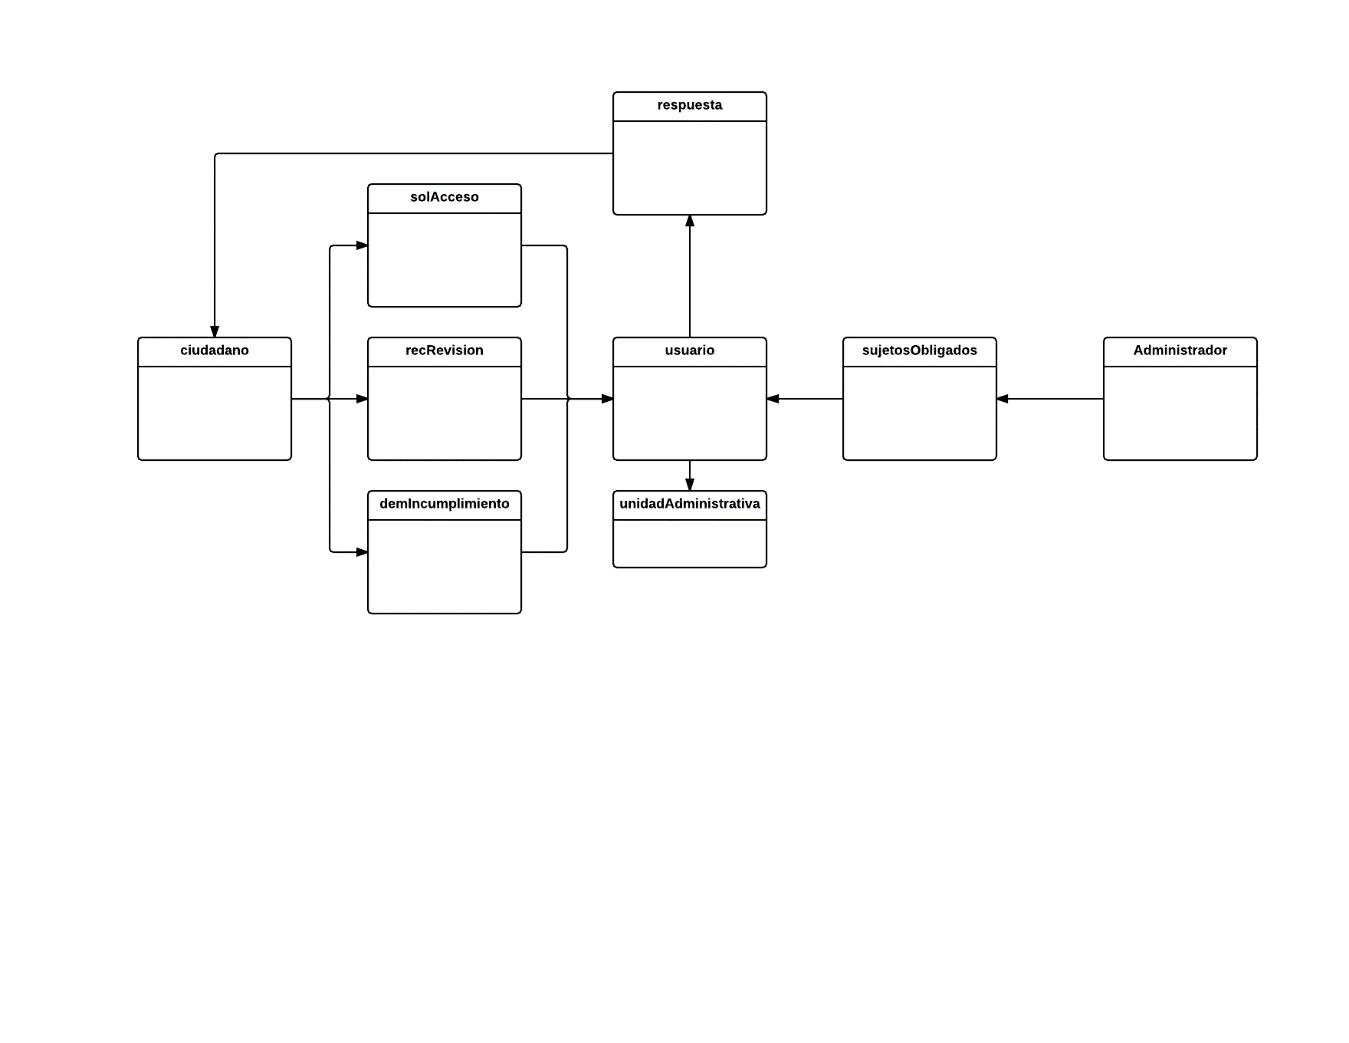 respuesta
solAcceso
ciudadano
recRevision
usuario
sujetosObligados
Administrador
demIncumplimiento
unidadAdministrativa